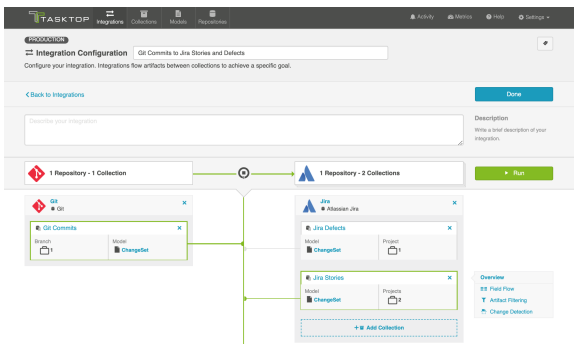 TASKTOP
Integrations
Collections
Models
Repositories
Activity
Metrics
Help
Settings
PRODUCTION
Integration Configuration
Git Commits to Jira Stories and Defects
Configure your integration. Integrations flow artifacts between collections to achieve a specific goal.
Back to Integrations
Done
Describe your integration
Description
Write a brief description of your
integration.
1 Repository - 1 Collection
1 Repository - 2 Collections
Run
Git
Git
Git Commits
Branch
1
Model
ChangeSet
Jira
Atlassian Jira
Jira Defects
Model
ChangeSet
Project
1
Jira Stories
Model
ChangeSet
Projects
2
Add Collection
Overview
Field Flow
Artifact Filtering
Change Detection